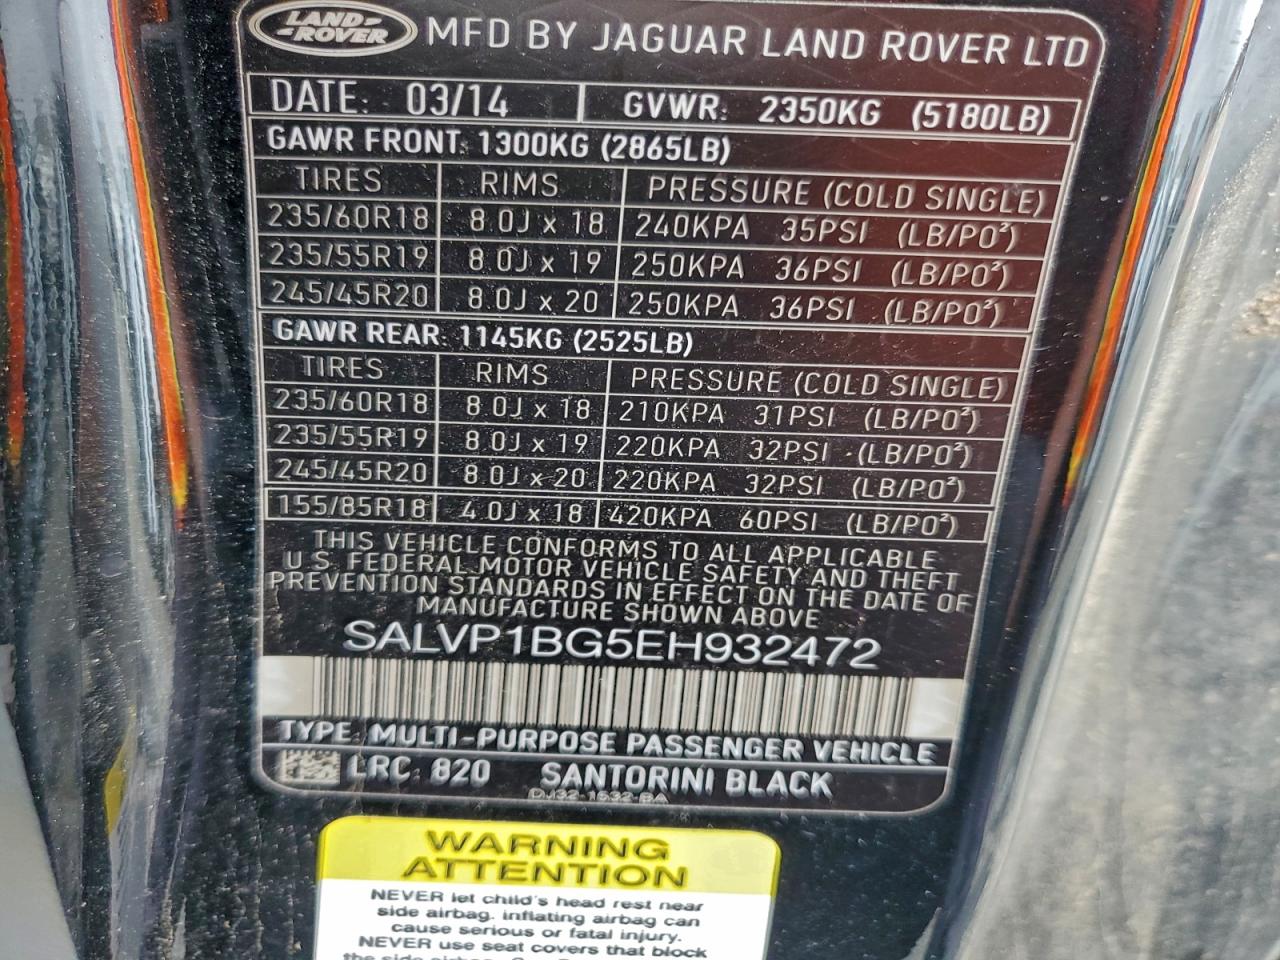 LAND-
-ROVER
MFD BY JAGUAR LAND ROVER LTD
DATE: 03/14 GVWR: 2350KG (5180LB)
GAWR FRONT: 1300KG (2865LB)
TIRES RIMS PRESSURE (COLD SINGLE)
235/60R18 8.0J x 18 240KPA 35PSI (LB/PO²)
235/55R19 8.0J x 19 250KPA 36PSI (LB/PO²)
245/45R20 8.0J x 20 250KPA 36PSI (LB/PO²)
GAWR REAR: 1145KG (2525LB)
TIRES RIMS PRESSURE (COLD SINGLE)
235/60R18 8.0J x 18 210KPA 31PSI (LB/PO²)
235/55R19 8.0J x 19 220KPA 32PSI (LB/PO²)
245/45R20 8.0J x 20 220KPA 32PSI (LB/PO²)
155/85R18 4.0J x 18 420KPA 60PSI (LB/PO²)
THIS VEHICLE CONFORMS TO ALL APPLICABLE
U.S. FEDERAL MOTOR VEHICLE SAFETY AND THEFT
PREVENTION STANDARDS IN EFFECT ON THE DATE OF
MANUFACTURE SHOWN ABOVE
SALVP1BG5EH932472
TYPE: MULTI-PURPOSE PASSENGER VEHICLE
LRC: 820 SANTORINI BLACK
DJ32-1532-BA
WARNING
ATTENTION
NEVER let child's head rest near
side airbag. inflating airbag can
cause serious or fatal injury.
NEVER use seat covers that block
the side airbag.